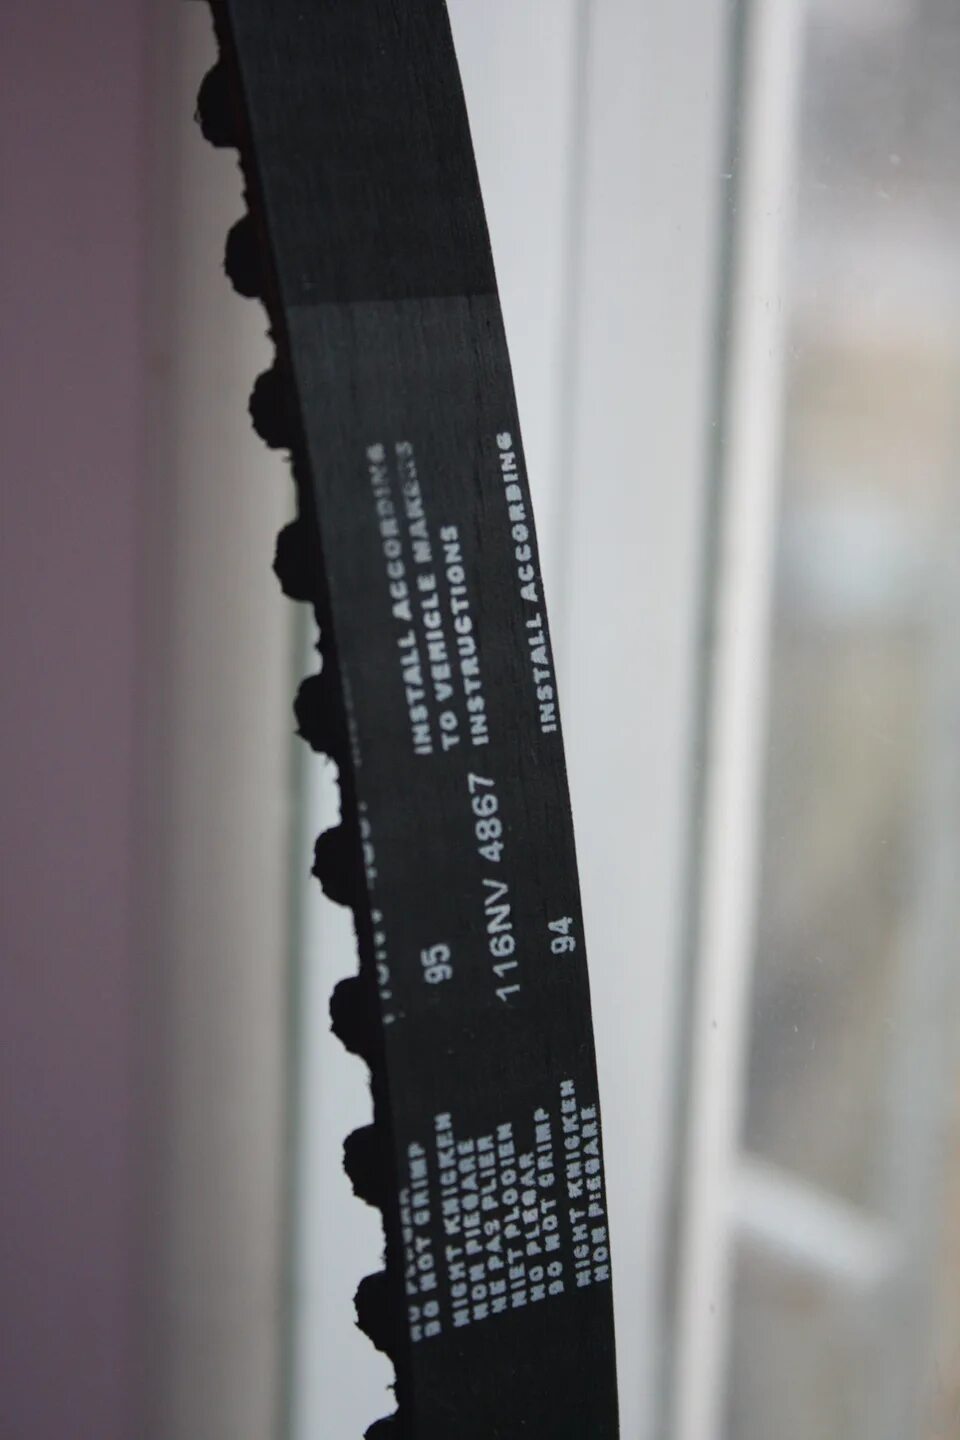 INSTALL ACCORDING
TO VEHICLE MAKERS
INSTRUCTIONS
INSTALL ACCORDING
116NV 4867
95
94
DO NOT CRIMP
NICHT KNICKEN
NON PIEGARE
NE PAS PLIER
NIET PLOOIEN
NO PLEGAR
DO NOT CRIMP
NICHT KNICKEN
NON PIEGARE